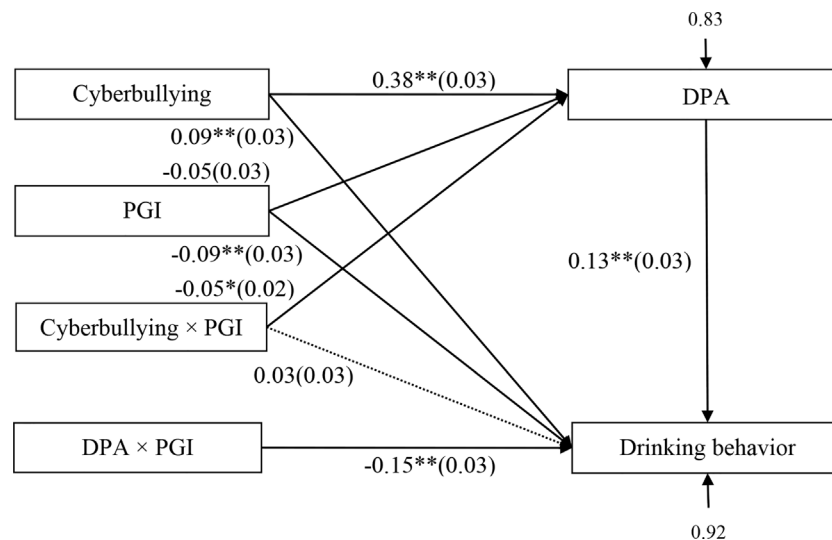 0.83
Cyberbullying
0.38**(0.03)
DPA
0.09**(0.03)
-0.05(0.03)
PGI
-0.09**(0.03)
0.13**(0.03)
-0.05*(0.02)
Cyberbullying × PGI
0.03(0.03)
DPA × PGI
Drinking behavior
-0.15**(0.03)
0.92